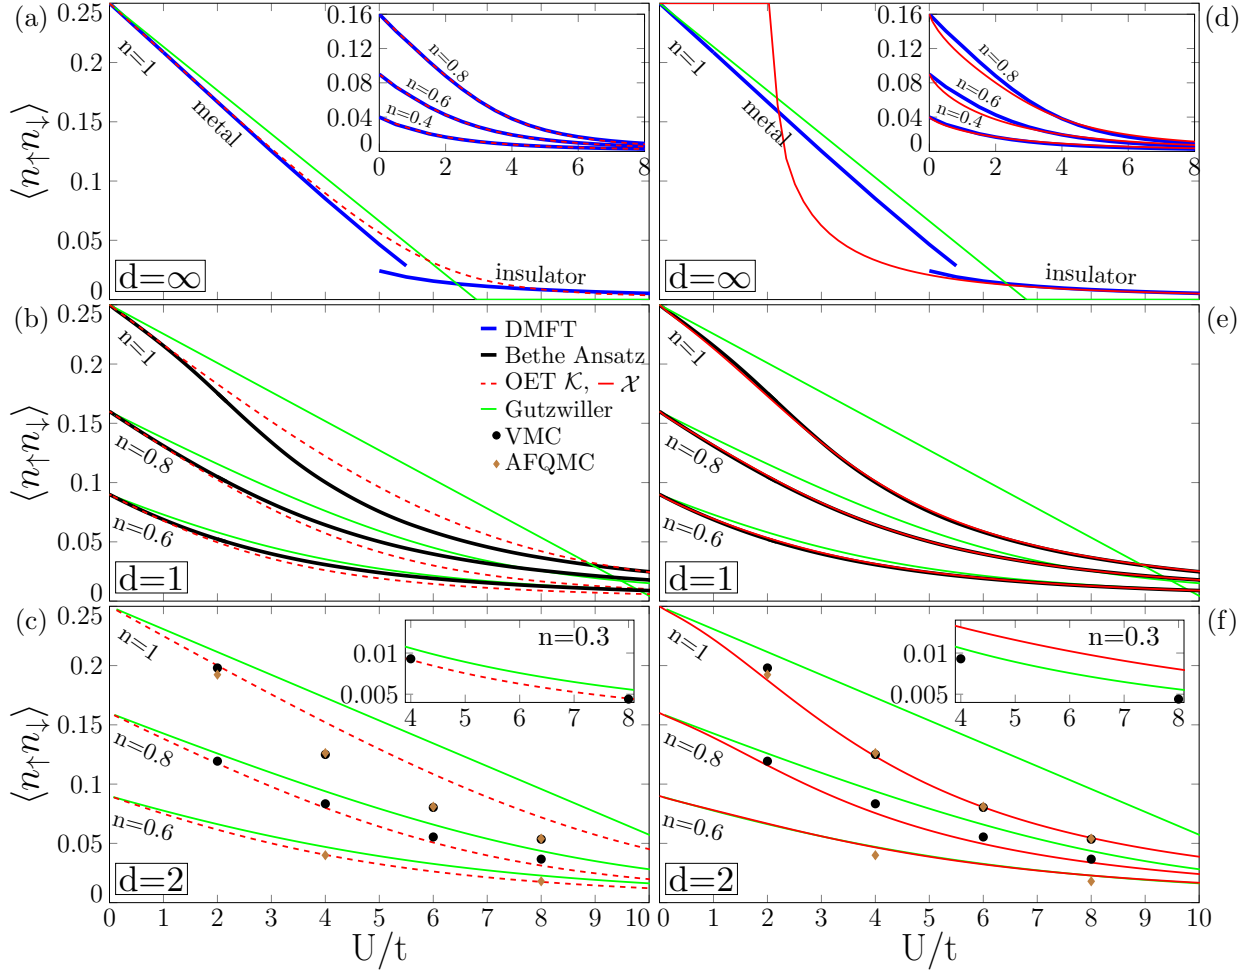 (a)
0.25
0.2
0.15
0.1
0.05
0
⟨n↑n↓⟩
n=1
metal
insulator
d=∞
0.16
0.12
0.08
0.04
0
n=0.8
n=0.6
n=0.4
0 2 4 6 8
(d)
n=1
metal
insulator
d=∞
0.16
0.12
0.08
0.04
0
n=0.8
n=0.6
n=0.4
0 2 4 6 8
(b)
0.25
0.2
0.15
0.1
0.05
0
⟨n↑n↓⟩
n=1
n=0.8
n=0.6
d=1
DMFT
Bethe Ansatz
OET 𝒦, 𝒳
Gutzwiller
VMC
AFQMC
(e)
n=1
n=0.8
n=0.6
d=1
(c)
0.25
0.2
0.15
0.1
0.05
0
⟨n↑n↓⟩
n=1
n=0.8
n=0.6
d=2
n=0.3
0.01
0.005
4 5 6 7 8
0 1 2 3 4 5 6 7 8 9 10
U/t
(f)
n=1
n=0.8
n=0.6
d=2
n=0.3
0.01
0.005
4 5 6 7 8
0 1 2 3 4 5 6 7 8 9 10
U/t